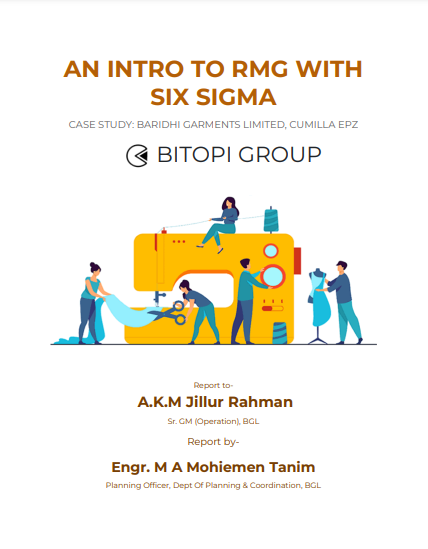 AN INTRO TO RMG WITH
SIX SIGMA
CASE STUDY: BARIDHI GARMENTS LIMITED, CUMILLA EPZ
BITOPI GROUP
Report to-
A.K.M Jillur Rahman
Sr. GM (Operation), BGL
Report by-
Engr. M A Mohiemen Tanim
Planning Officer, Dept Of Planning & Coordination, BGL